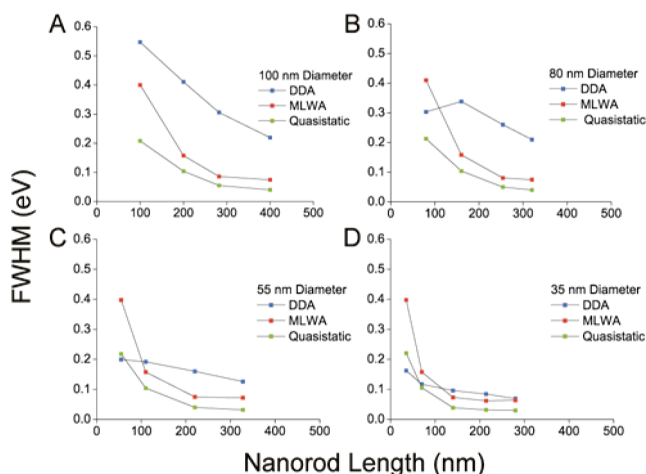 FWHM (eV)
A
0.6
0.5
0.4
0.3
0.2
0.1
0.0
0 100 200 300 400 500
100 nm Diameter
DDA
MLWA
Quasistatic
B
0.6
0.5
0.4
0.3
0.2
0.1
0.0
0 100 200 300 400 500
80 nm Diameter
DDA
MLWA
Quasistatic
C
0.6
0.5
0.4
0.3
0.2
0.1
0.0
0 100 200 300 400 500
55 nm Diameter
DDA
MLWA
Quasistatic
D
0.6
0.5
0.4
0.3
0.2
0.1
0.0
0 100 200 300 400 500
35 nm Diameter
DDA
MLWA
Quasistatic
Nanorod Length (nm)